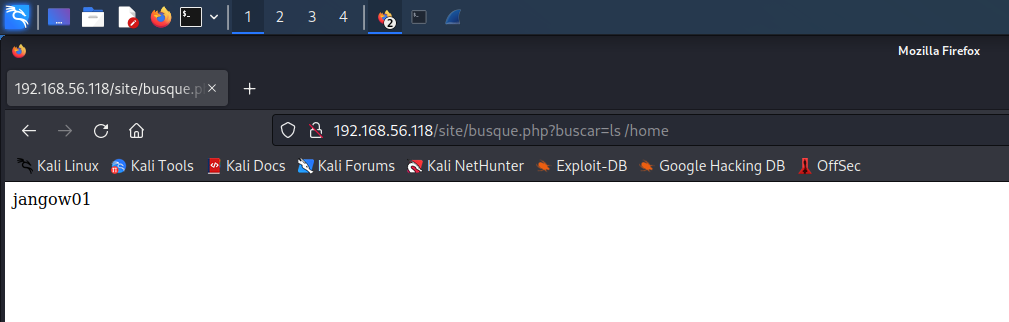 1 2 3 4 2
Mozilla Firefox
192.168.56.118/site/busque.p
192.168.56.118/site/busque.php?buscar=ls /home
Kali Linux Kali Tools Kali Docs Kali Forums Kali NetHunter Exploit-DB Google Hacking DB OffSec
jangow01